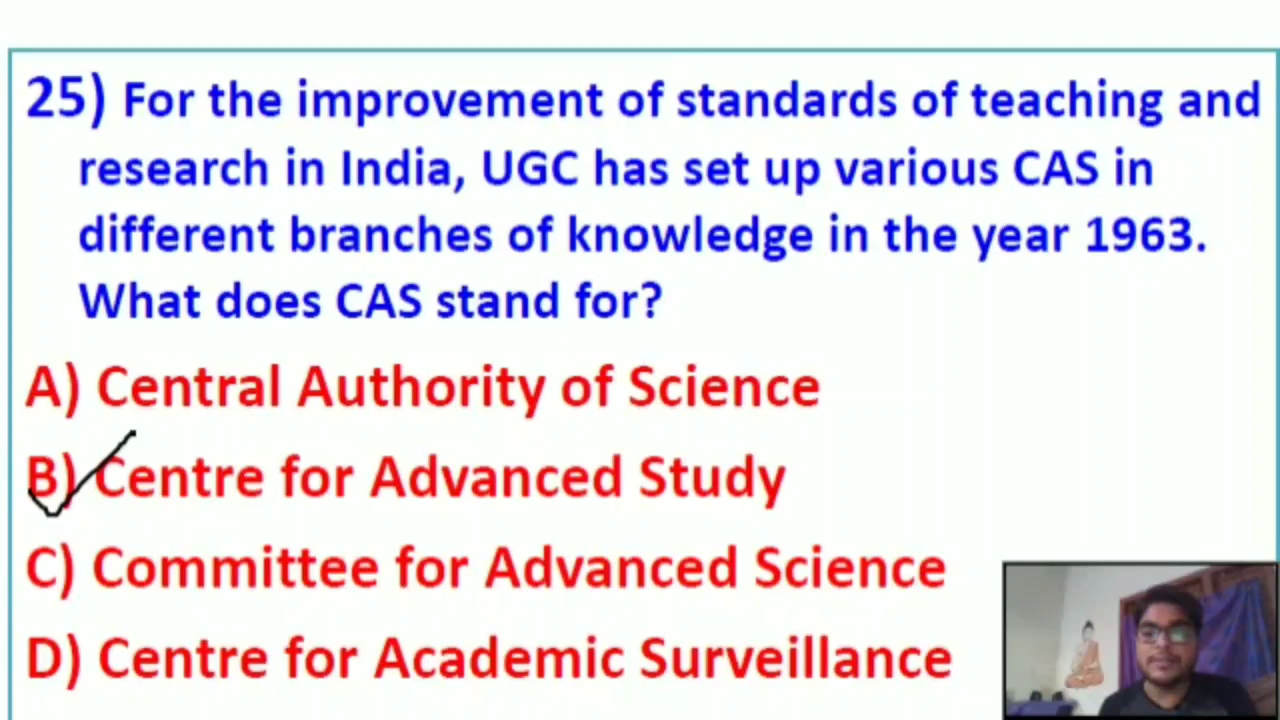 25) For the improvement of standards of teaching and
research in India, UGC has set up various CAS in
different branches of knowledge in the year 1963.
What does CAS stand for?
A) Central Authority of Science
B) Centre for Advanced Study
C) Committee for Advanced Science
D) Centre for Academic Surveillance